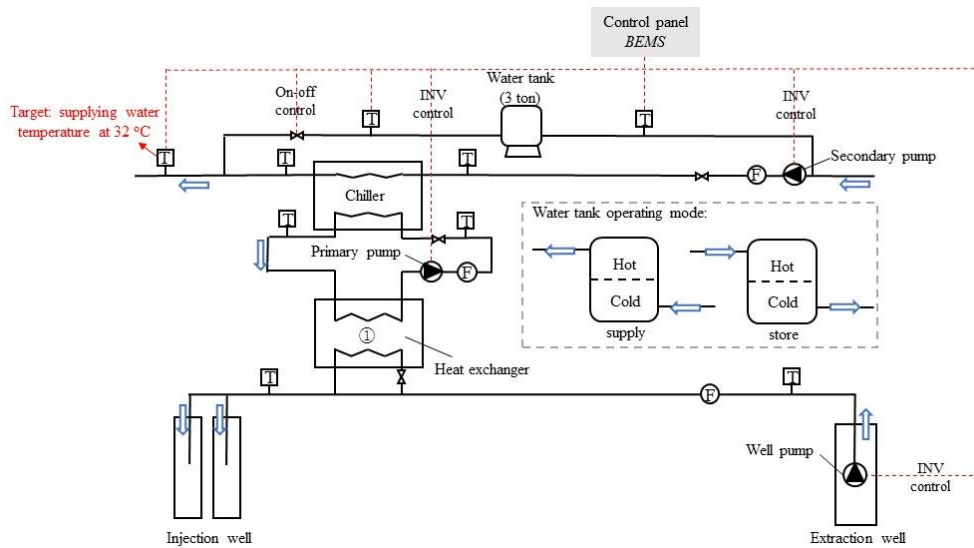 Control panel
BEMS
Water tank
(3 ton)
On-off
control
INV
control
INV
control
Target: supplying water
temperature at 32 °C
T
T
T
T
T
F
Secondary pump
Chiller
T
T
Primary pump
F
Water tank operating mode:
Hot
Cold
supply
Hot
Cold
store
①
Heat exchanger
T
F
T
Well pump
INV
control
Injection well
Extraction well